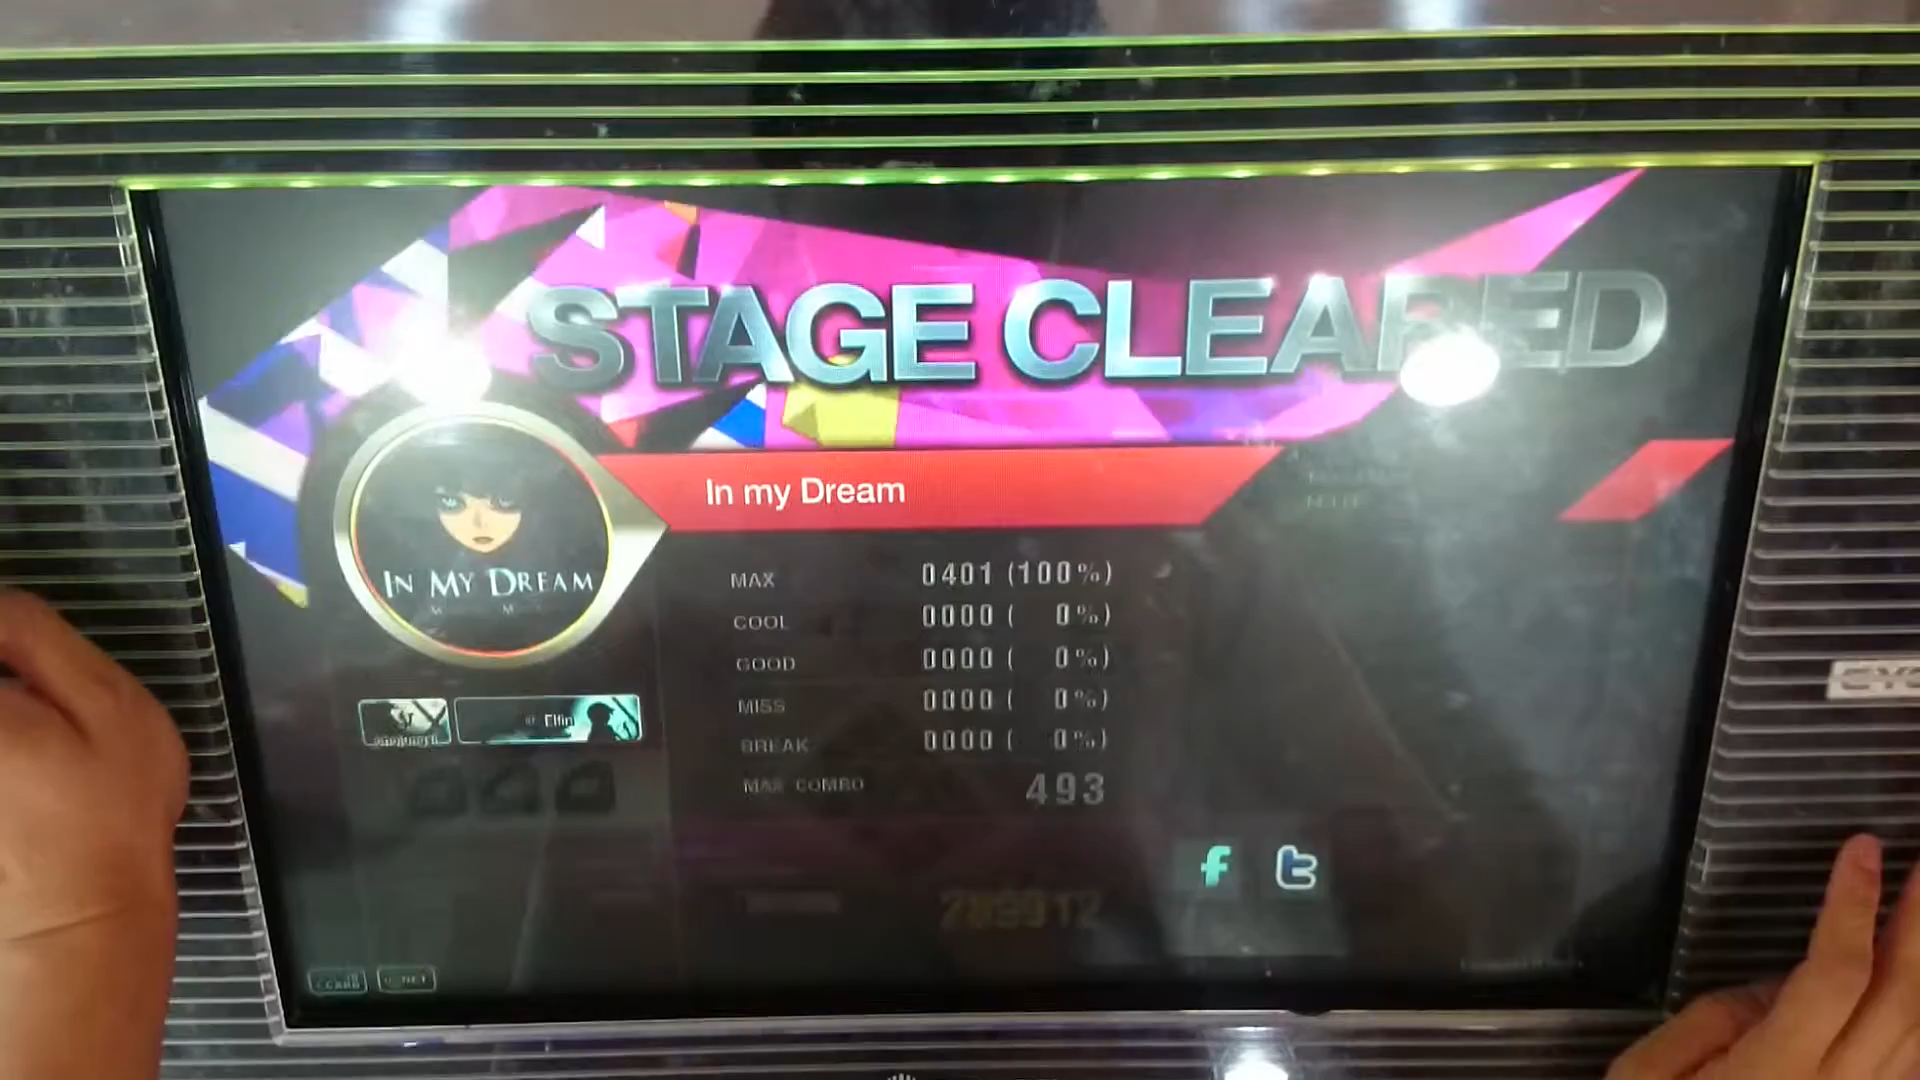 STAGE CLEARED
In my Dream
IN MY DREAM
MAX 0401 (100%)
COOL 0000 ( 0%)
GOOD 0000 ( 0%)
MISS 0000 ( 0%)
BREAK 0000 ( 0%)
MAX COMBO 493
Elfin